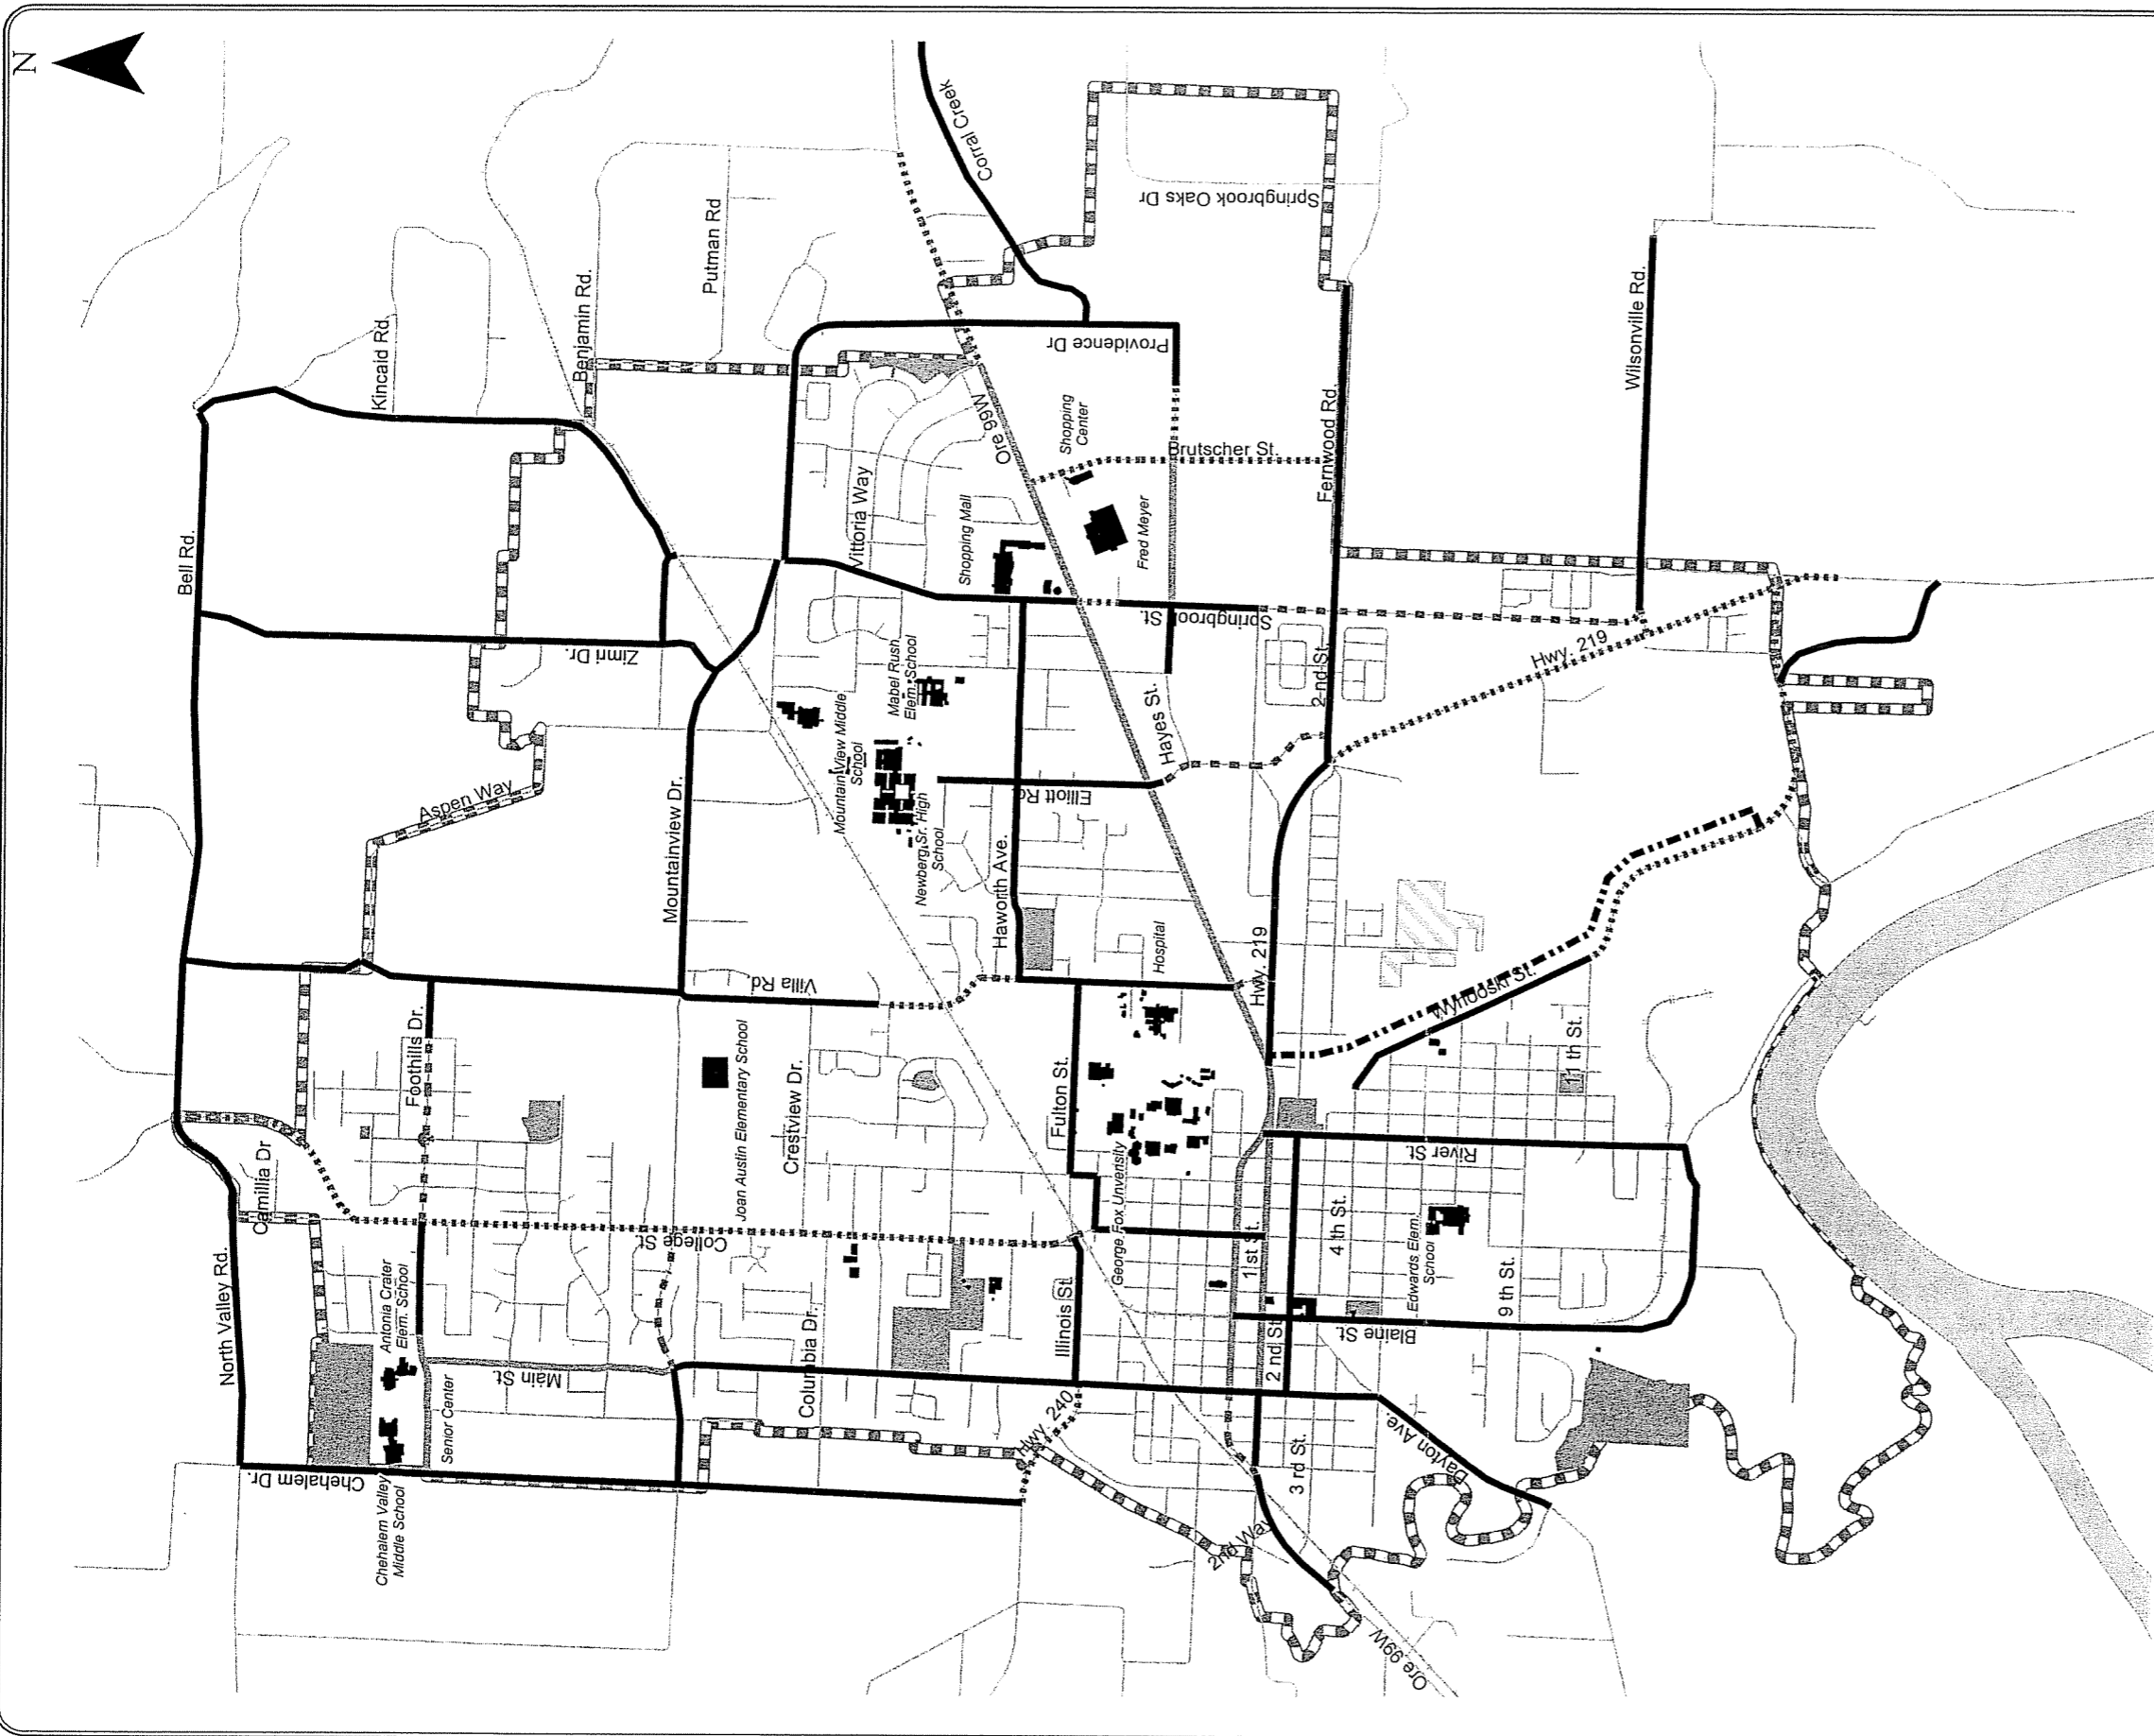 N
Corral Creek
Springbrook Oaks Dr
Putman Rd
Benjamin Rd.
Kincaid Rd.
Wilsonville Rd.
Providence Dr
Ore 99W
Shopping
Center
Brutscher St.
Fernwood Rd.
Bell Rd.
Vittoria Way
Shopping Mall
Fred Meyer
Springbrook
St.
Zimri Dr.
Hwy. 219
2 nd St.
Mabel Rush
Elem. School
Mountain View Middle
School
Hayes St.
Aspen Way
Mountainview Dr.
Elliott Rd.
Newberg Sr. High
School
Haworth Ave.
Hospital
Hwy. 219
Wynooski St.
Villa Rd.
Foothills Dr.
11 th St.
Joan Austin Elementary School
Crestview Dr.
Fulton St.
River St.
George Fox University
Camillia Dr
College St.
4 th St.
1 st St.
Edwards Elem.
School
9 th St.
North Valley Rd.
Antonia Crater
Elem. School
Illinois St.
Blaine St.
2 nd St.
Main St.
Columbia Dr.
Senior Center
Hwy. 240
Dayton Ave.
3 rd St.
Chehalem Dr.
Chehalem Valley
Middle School
2nd Way
Ore 99W